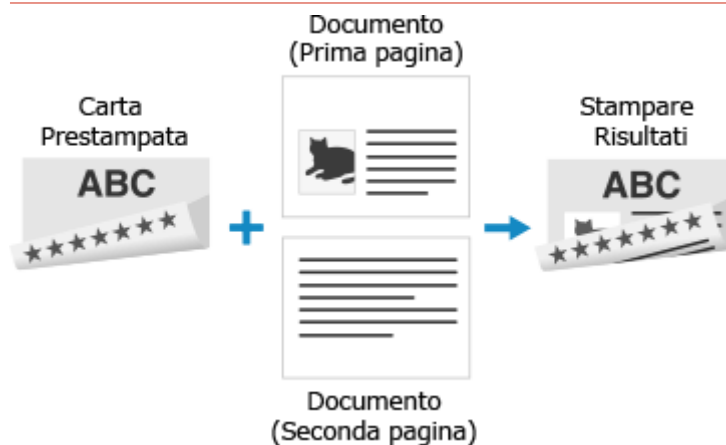 Documento
(Prima pagina)
Carta
Prestampata
ABC
Stampare
Risultati
ABC
Documento
(Seconda pagina)